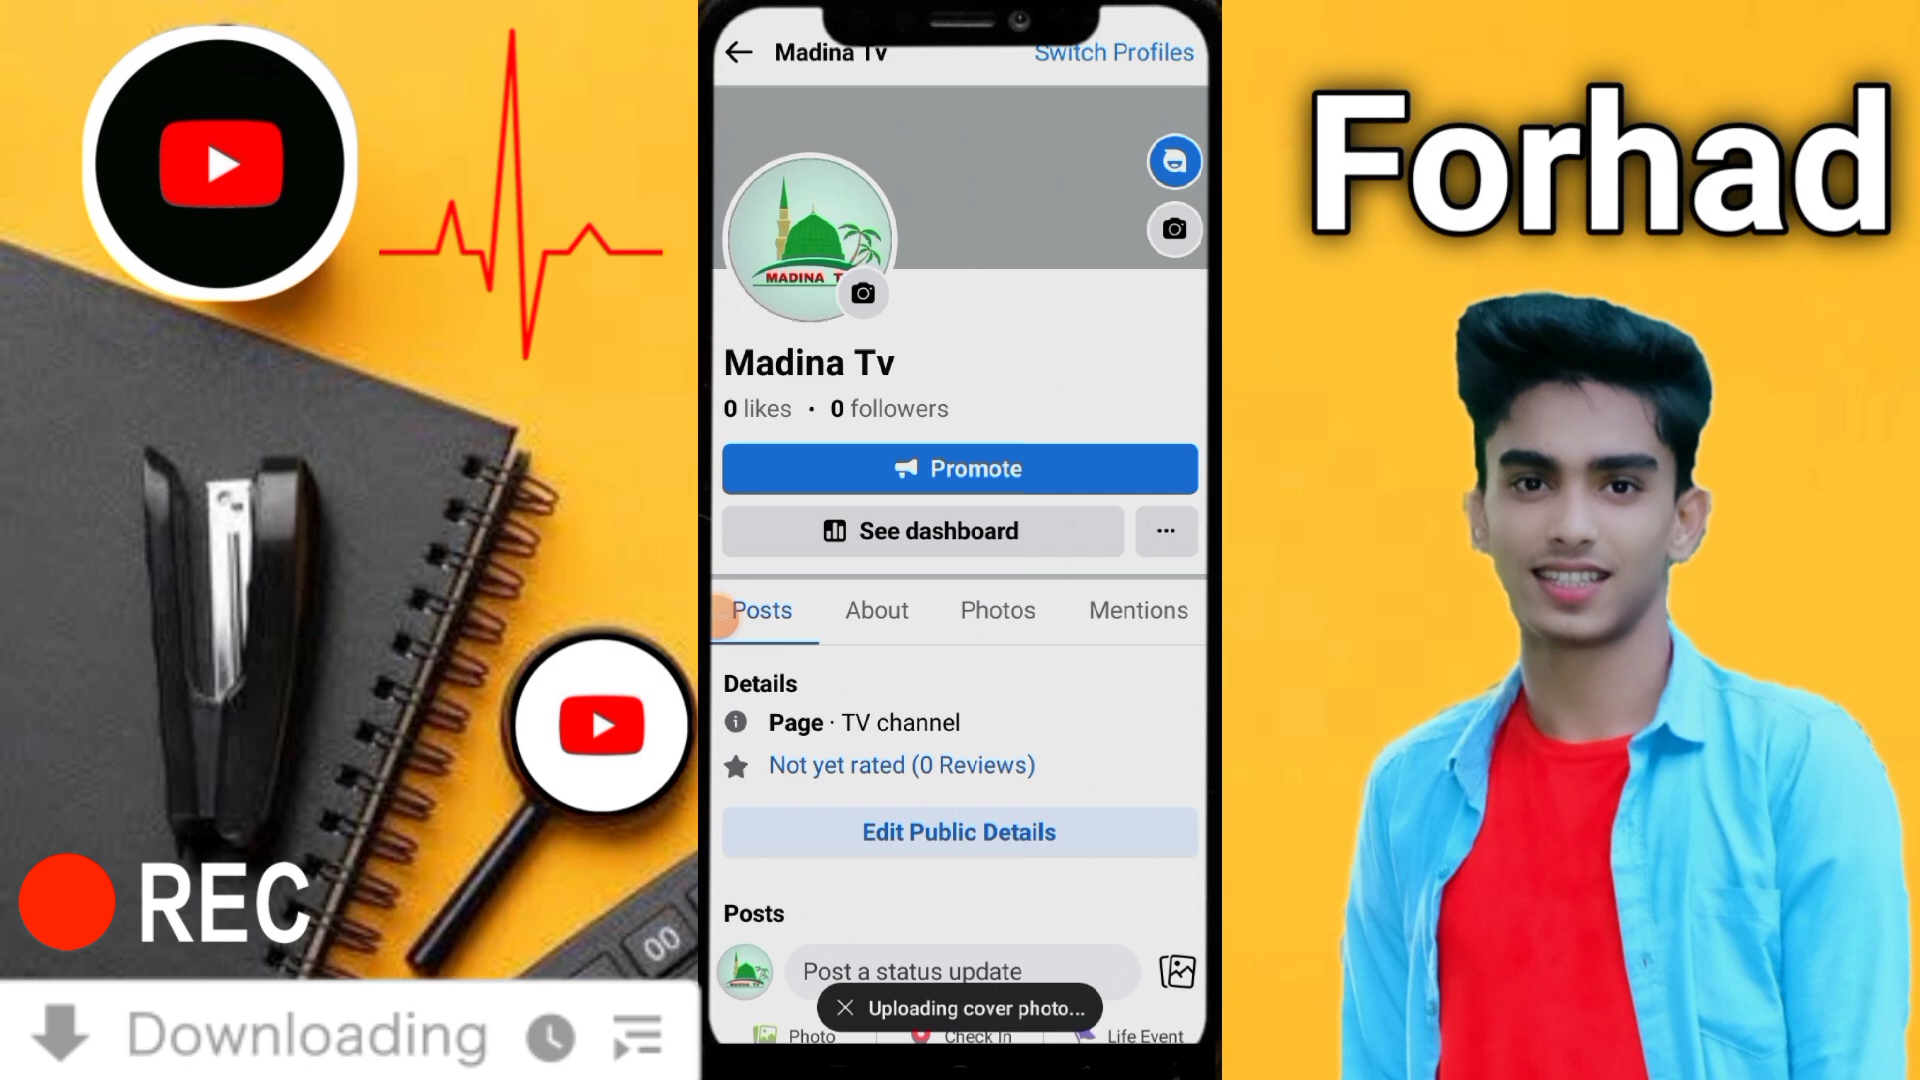 Madina Tv
Switch Profiles
MADINA T
Madina Tv
0 likes · 0 followers
Promote
See dashboard
Posts
About
Photos
Mentions
Details
Page · TV channel
Not yet rated (0 Reviews)
Edit Public Details
Posts
Post a status update
Uploading cover photo...
Photo
Check In
Life Event
REC
00
Downloading
Forhad